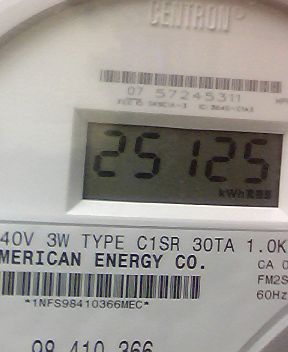 CENTRON®
07 57245311
25125
kWh
40V 3W TYPE C1SR 30TA 1.0K
MERICAN ENERGY CO.
CA 0
FM2S
60Hz
*1NFS98410366MEC*
98 410 366